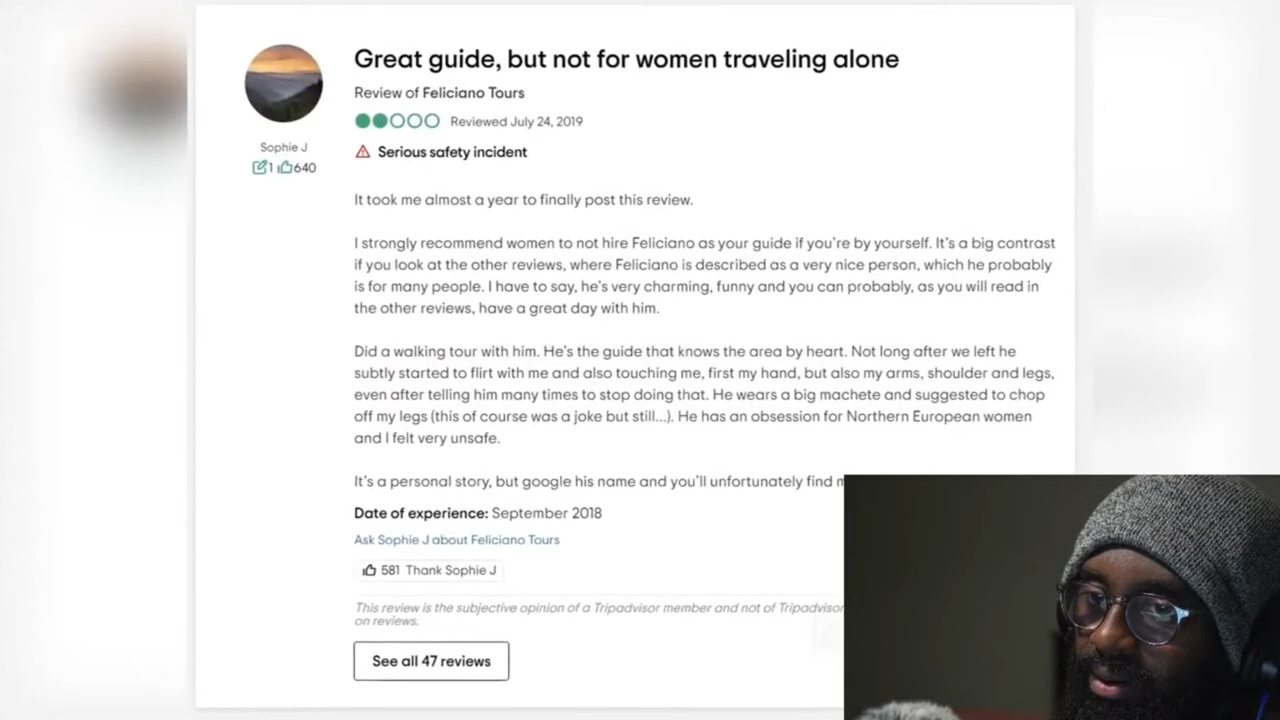 Great guide, but not for women traveling alone
Review of Feliciano Tours
Reviewed July 24, 2019
Serious safety incident
Sophie J
1 640
It took me almost a year to finally post this review.
I strongly recommend women to not hire Feliciano as your guide if you're by yourself. It's a big contrast
if you look at the other reviews, where Feliciano is described as a very nice person, which he probably
is for many people. I have to say, he's very charming, funny and you can probably, as you will read in
the other reviews, have a great day with him.
Did a walking tour with him. He's the guide that knows the area by heart. Not long after we left he
subtly started to flirt with me and also touching me, first my hand, but also my arms, shoulder and legs,
even after telling him many times to stop doing that. He wears a big machete and suggested to chop
off my legs (this of course was a joke but still...). He has an obsession for Northern European women
and I felt very unsafe.
It's a personal story, but google his name and you'll unfortunately find
Date of experience: September 2018
Ask Sophie J about Feliciano Tours
581 Thank Sophie J
This review is the subjective opinion of a Tripadvisor member and not of Tripadvisor
on reviews.
See all 47 reviews